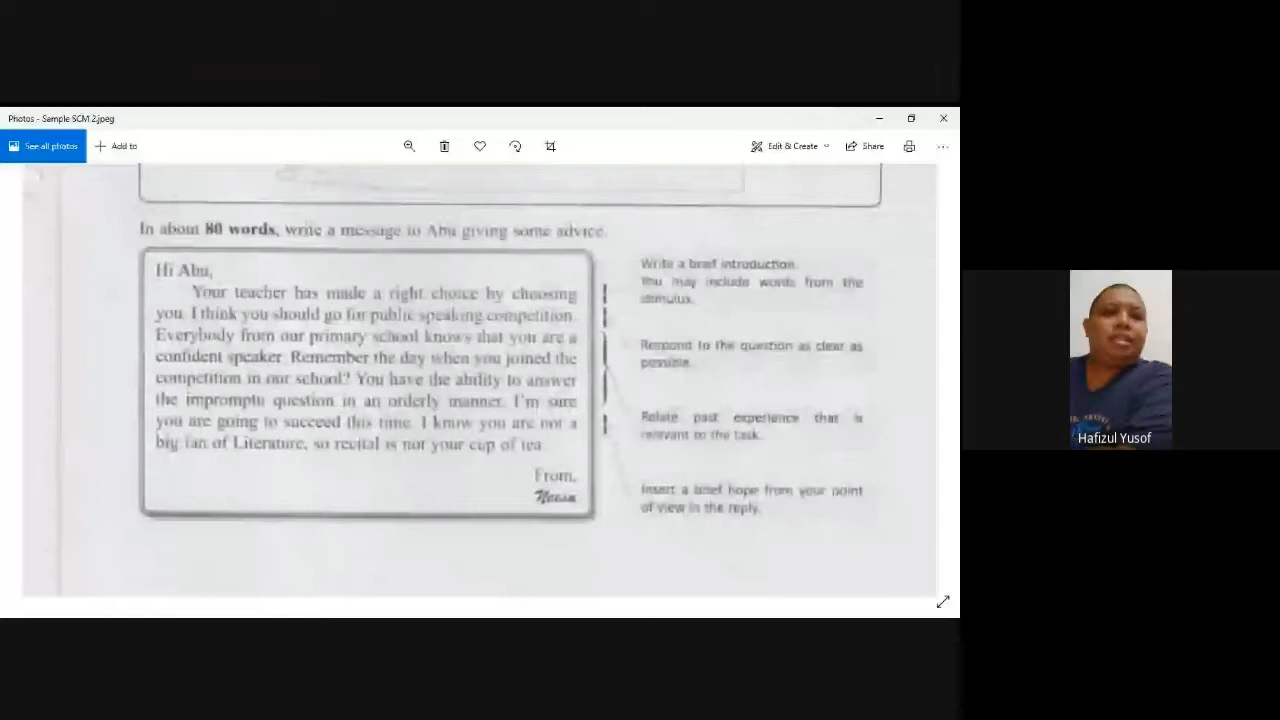 Photos - Sample SCM 2.jpeg
See all photos
Add to
Edit & Create
Share
In about 80 words, write a message to Abu giving some advice.
Hi Abu,
Your teacher has made a right choice by choosing
you. I think you should go for public speaking competition.
Everybody from our primary school knows that you are a
confident speaker. Remember the day when you joined the
competition in our school? You have the ability to answer
the impromptu question in an orderly manner. I'm sure
you are going to succeed this time. I know you are not a
big fan of Literature, so recital is not your cup of tea.
From,
Write a brief introduction.
You may include words from the
stimulus.
Respond to the question as clear as
possible.
Relate past experience that is
relevant to the task.
Insert a brief hope from your point
of view in the reply.
Hafizul Yusof